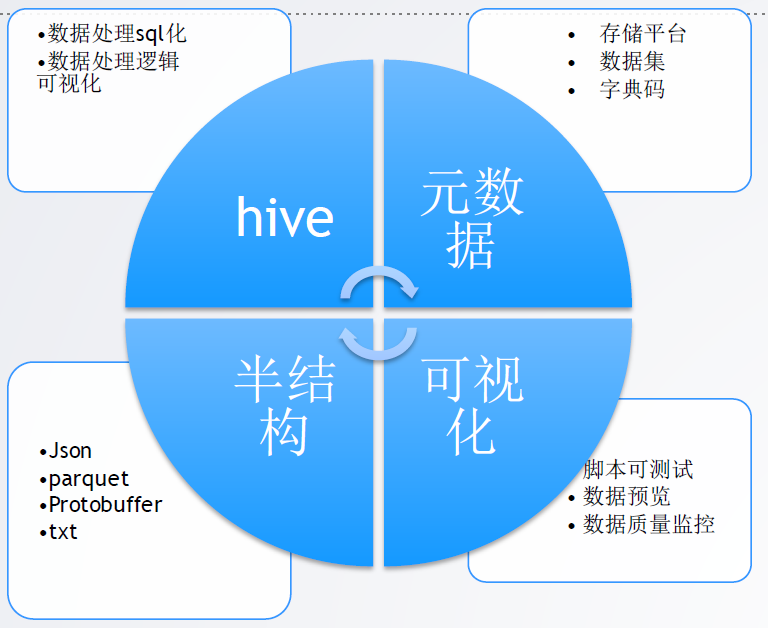 •数据处理sql化
•数据处理逻辑
可视化
• 存储平台
• 数据集
• 字典码
hive
元数
据
半结
构
可视
化
•Json
•parquet
•Protobuffer
•txt
脚本可测试
• 数据预览
• 数据质量监控